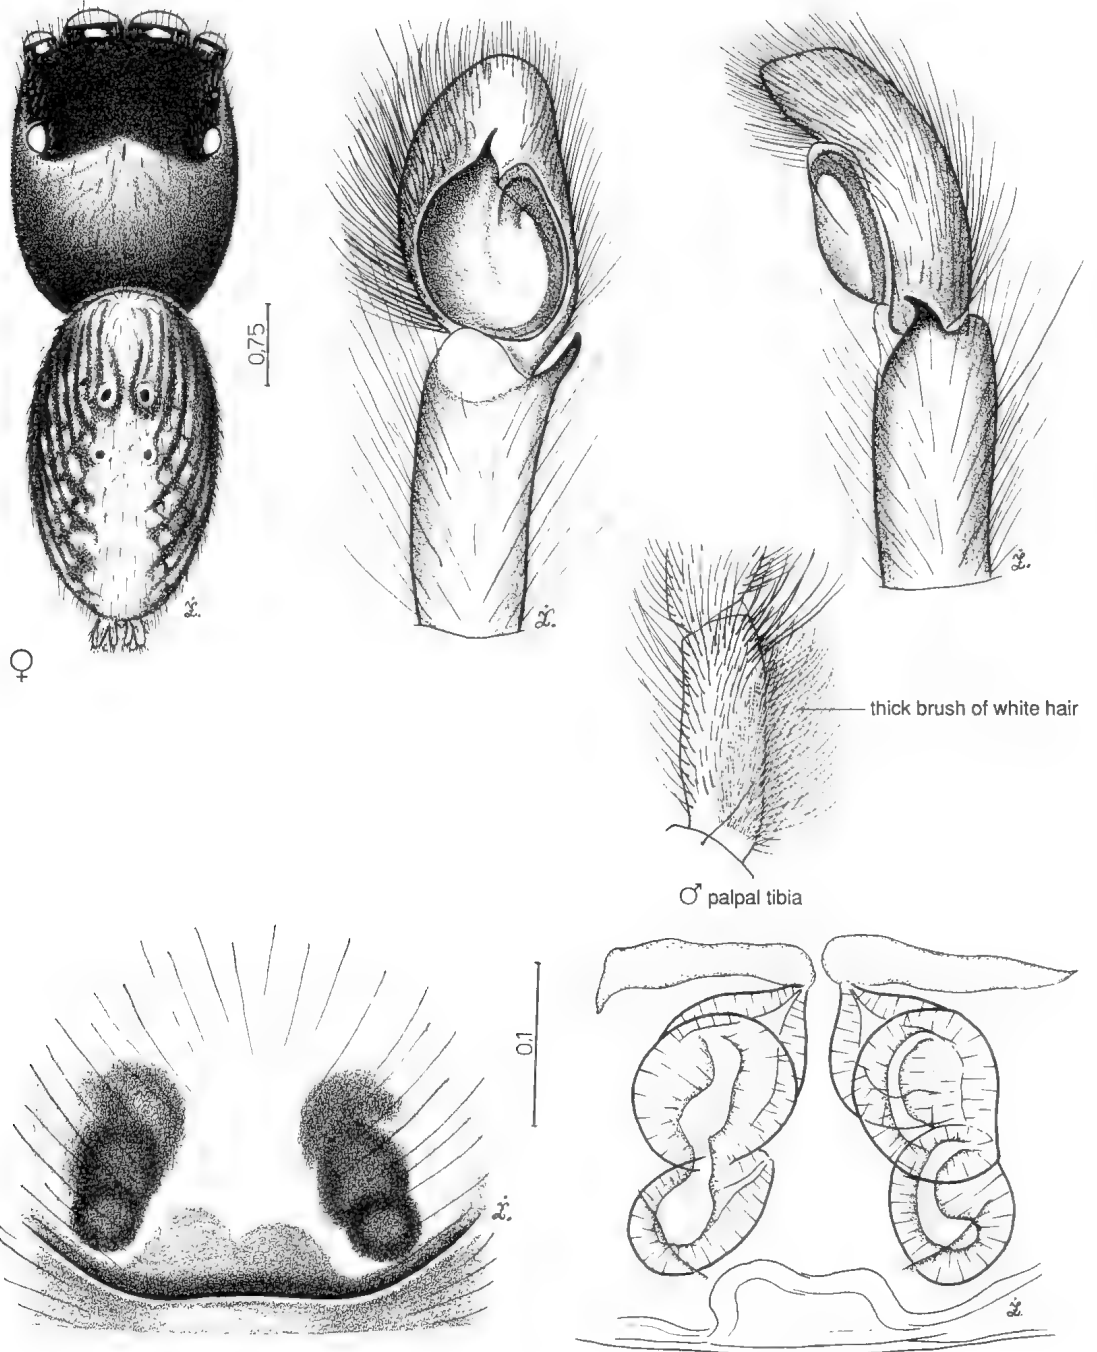 0,75
♀
thick brush of white hair
♂ palpal tibia
0,1
Ż.
Ż.
Ż.
Ż.
Ż.